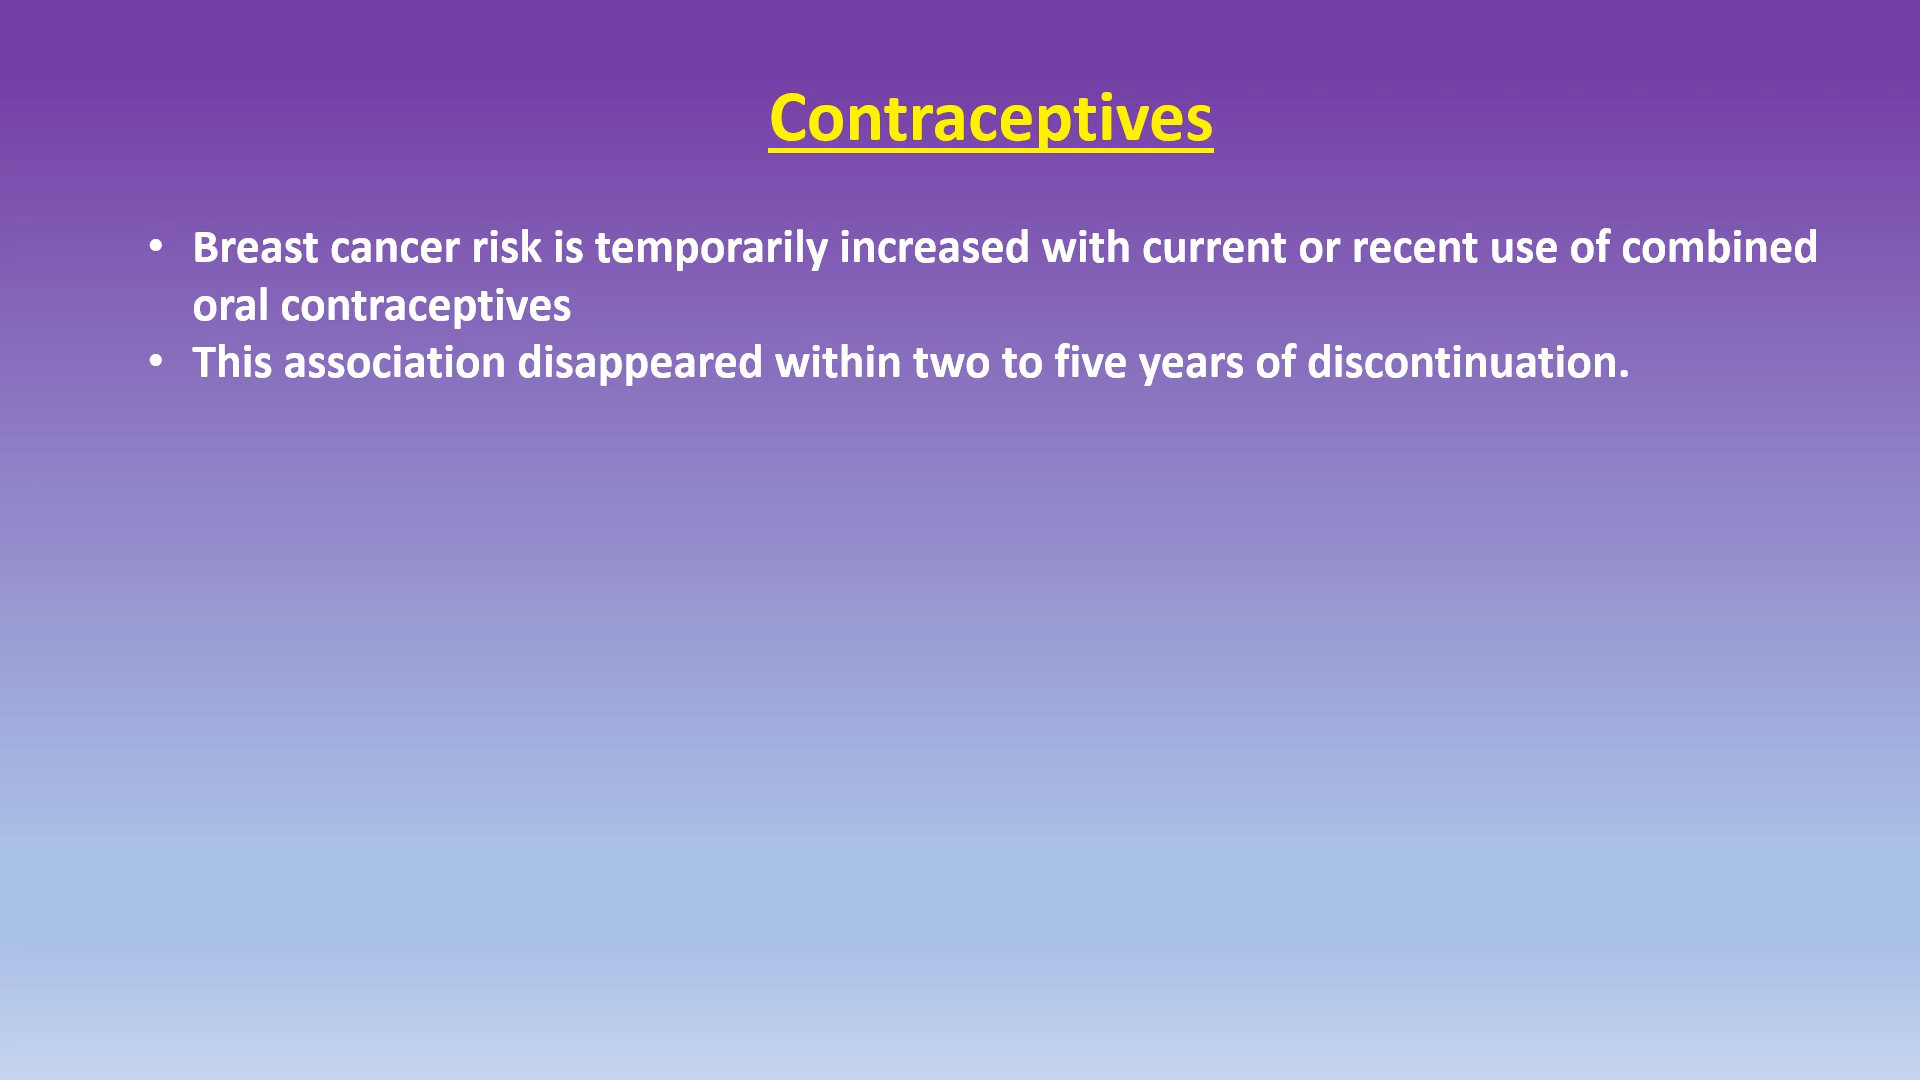 Contraceptives
• Breast cancer risk is temporarily increased with current or recent use of combined
oral contraceptives
• This association disappeared within two to five years of discontinuation.